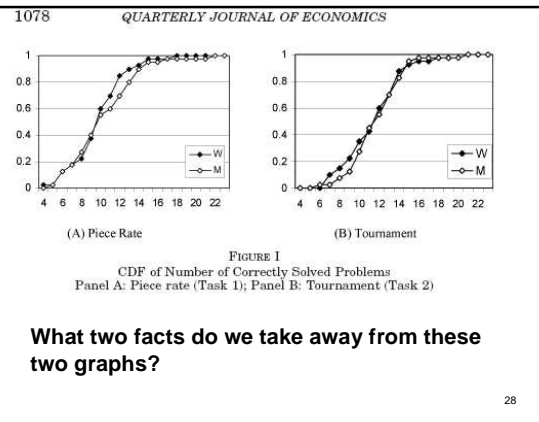 1078 QUARTERLY JOURNAL OF ECONOMICS
1
0.8
0.6
0.4
0.2
0
4 6 8 10 12 14 16 18 20 22
W
M
(A) Piece Rate
1
0.8
0.6
0.4
0.2
0
4 6 8 10 12 14 16 18 20 22
W
M
(B) Tournament
FIGURE I
CDF of Number of Correctly Solved Problems
Panel A: Piece rate (Task 1); Panel B: Tournament (Task 2)
What two facts do we take away from these
two graphs?
28